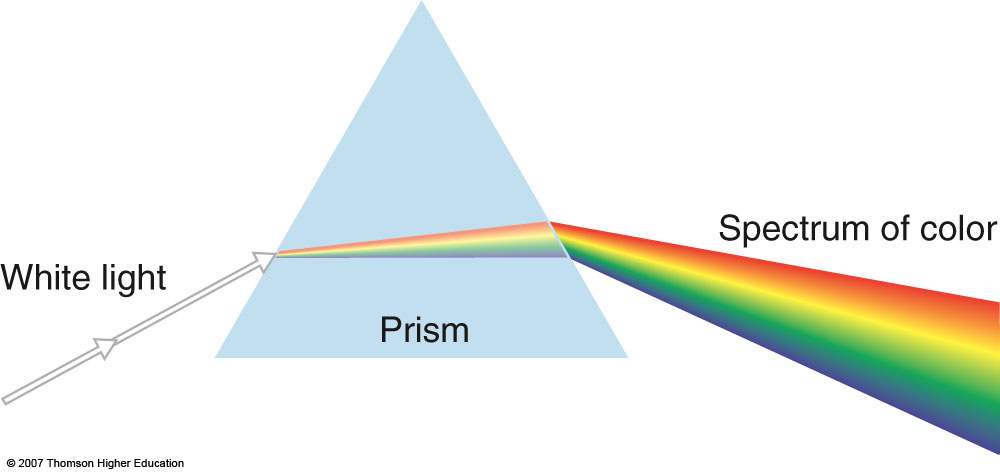 Spectrum of color
White light
Prism
© 2007 Thomson Higher Education